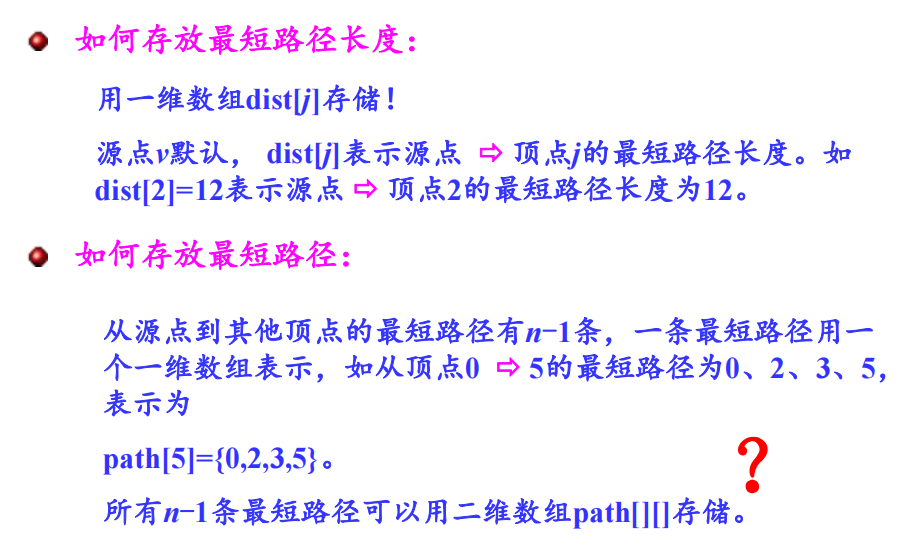 如何存放最短路径长度：
用一维数组dist[j]存储！
源点v默认， dist[j]表示源点 ⇨ 顶点j的最短路径长度。如
dist[2]=12表示源点 ⇨ 顶点2的最短路径长度为12。
如何存放最短路径：
从源点到其他顶点的最短路径有n-1条，一条最短路径用一
个一维数组表示，如从顶点0 ⇨ 5的最短路径为0、2、3、5，
表示为
path[5]={0,2,3,5}。
?
所有n-1条最短路径可以用二维数组path[][]存储。